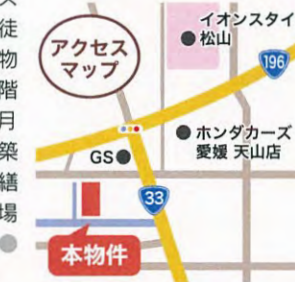 ス
徒
物
階
月
築
繕
場
アクセス
マップ
イオンスタイ
松山
196
ホンダカーズ
愛媛 天山店
GS
33
本物件